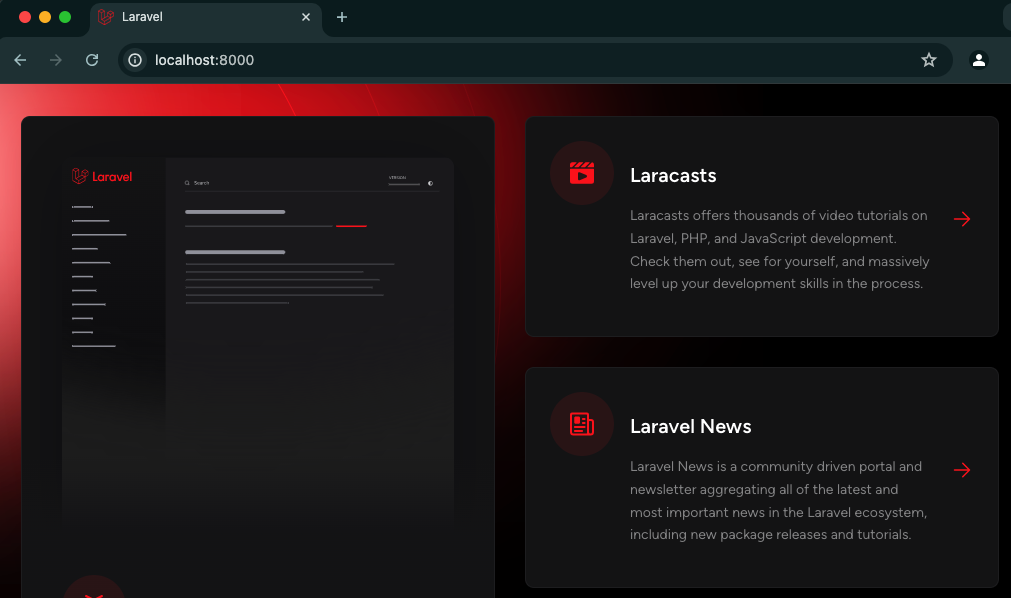 Laravel
localhost:8000
Laravel
Search
VERSION
Laracasts
Laracasts offers thousands of video tutorials on
Laravel, PHP, and JavaScript development.
Check them out, see for yourself, and massively
level up your development skills in the process.
Laravel News
Laravel News is a community driven portal and
newsletter aggregating all of the latest and
most important news in the Laravel ecosystem,
including new package releases and tutorials.